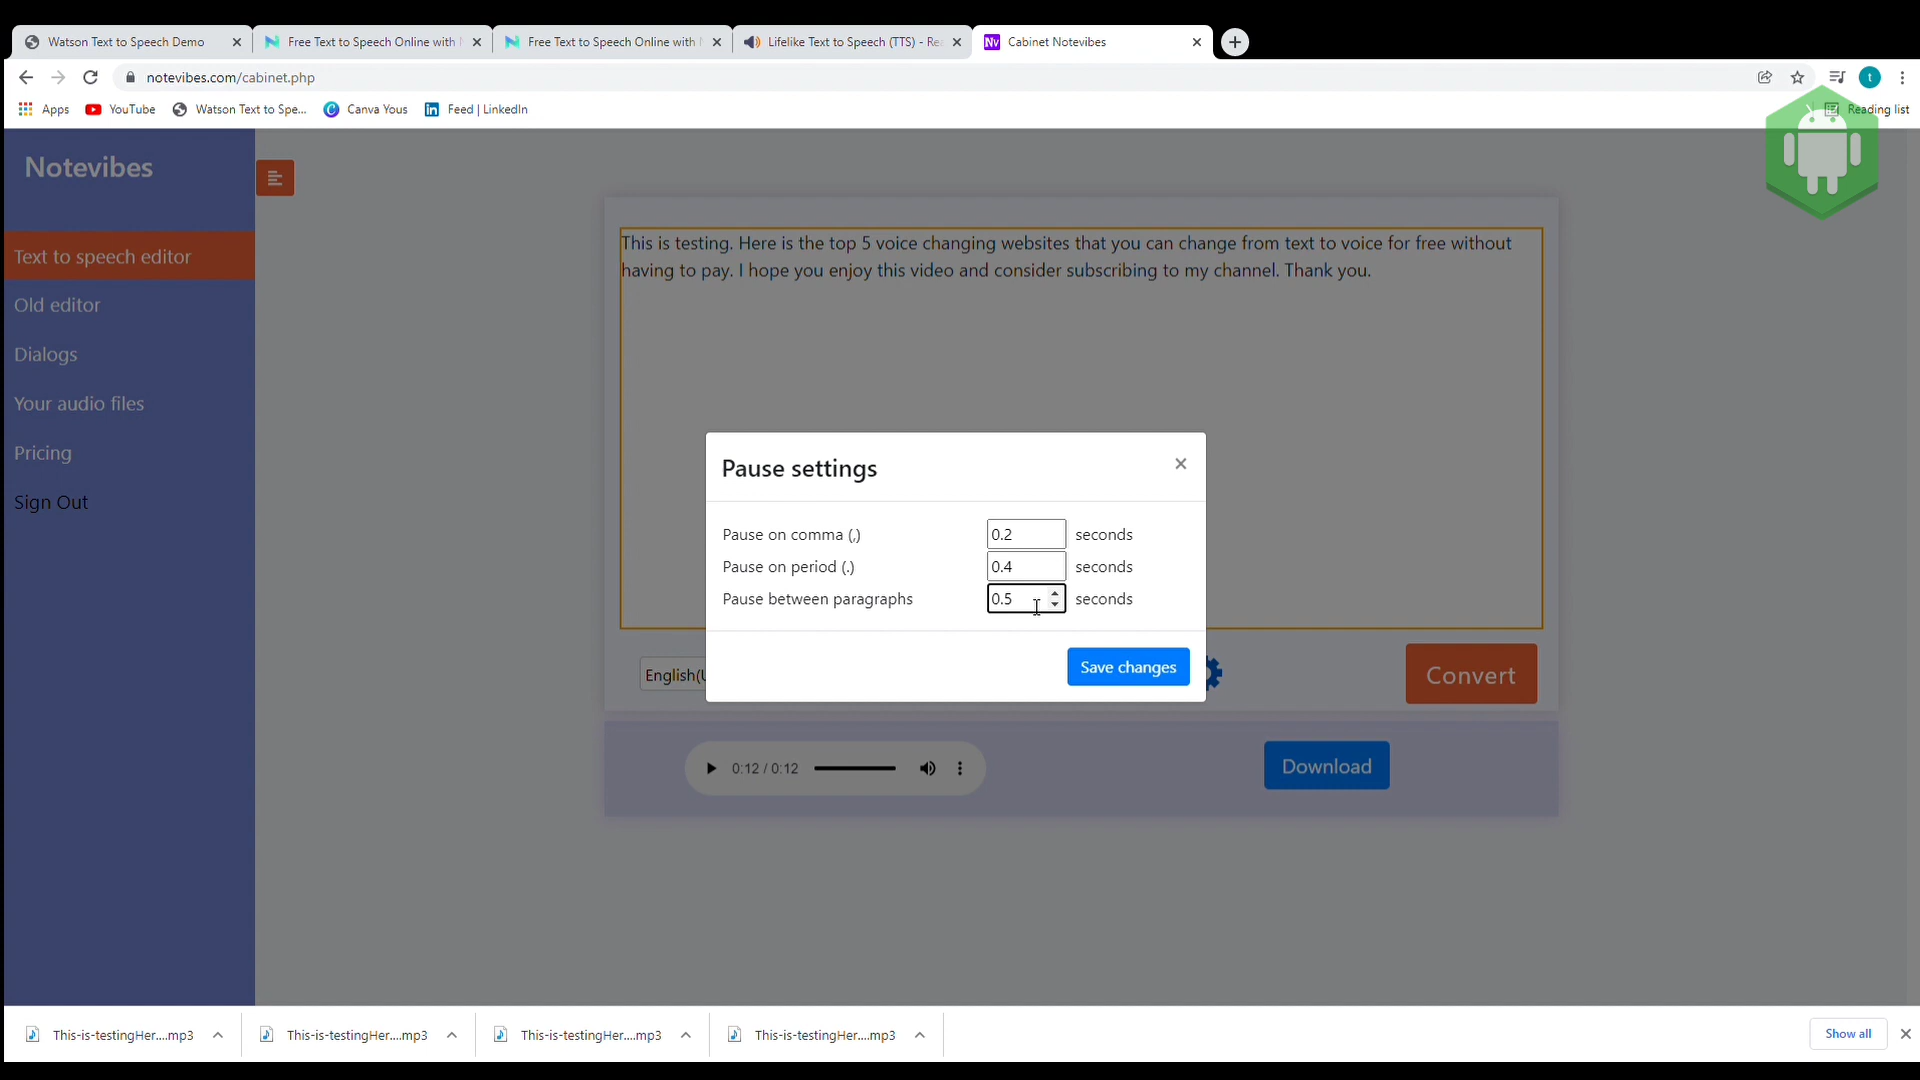 Watson Text to Speech Demo
Free Text to Speech Online with
Free Text to Speech Online with
Lifelike Text to Speech (TTS) - Re
Nv Cabinet Notevibes
notevibes.com/cabinet.php
t
Apps
YouTube
Watson Text to Spe...
Canva Yous
Feed | LinkedIn
Reading list
Notevibes
Text to speech editor
Old editor
Dialogs
Your audio files
Pricing
Sign Out
This is testing. Here is the top 5 voice changing websites that you can change from text to voice for free without
having to pay. I hope you enjoy this video and consider subscribing to my channel. Thank you.
Pause settings
Pause on comma (,) 0.2 seconds
Pause on period (.) 0.4 seconds
Pause between paragraphs 0.5 seconds
Save changes
English(U
Convert
0:12 / 0:12
Download
This-is-testingHer....mp3
This-is-testingHer....mp3
This-is-testingHer....mp3
This-is-testingHer....mp3
Show all